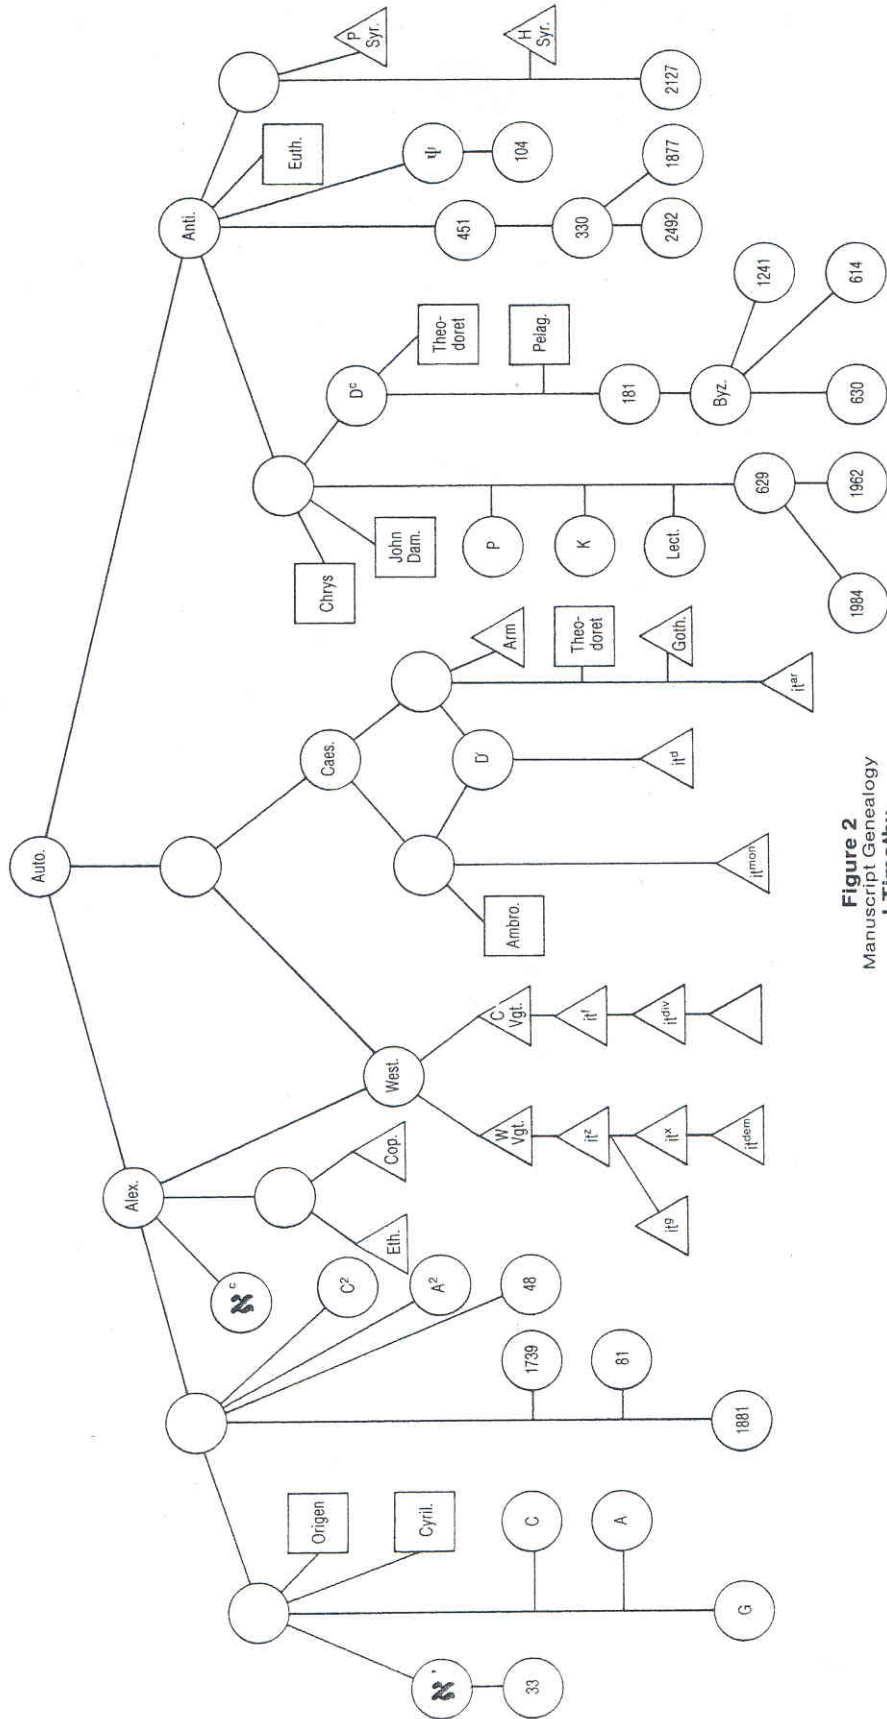 Auto.
Alex.
Anti.
P
Syr.
ℵᶜ
Euth.
Origen
C²
Eth.
Cop.
West.
Caes.
Chrys
John
Dam.
Dᶜ
Theo-
doret
H
Syr.
ℵ'
Cyril.
A²
Ψ
33
C
1739
48
W
Vgt.
C
Vgt.
Ambro.
D'
Arm
P
Pelag.
451
104
A
81
itᶻ
itᶠ
Theo-
doret
K
330
G
1881
itᵍ
itˣ
itᵈⁱᵛ
itᵈ
Goth.
Lect.
181
2492
1877
2127
itᵈᵉᵐ
itᵐᵒⁿ
itᵃʳ
629
Byz.
1241
1984
1962
630
614
Figure 2
Manuscript Genealogy
I Timothy